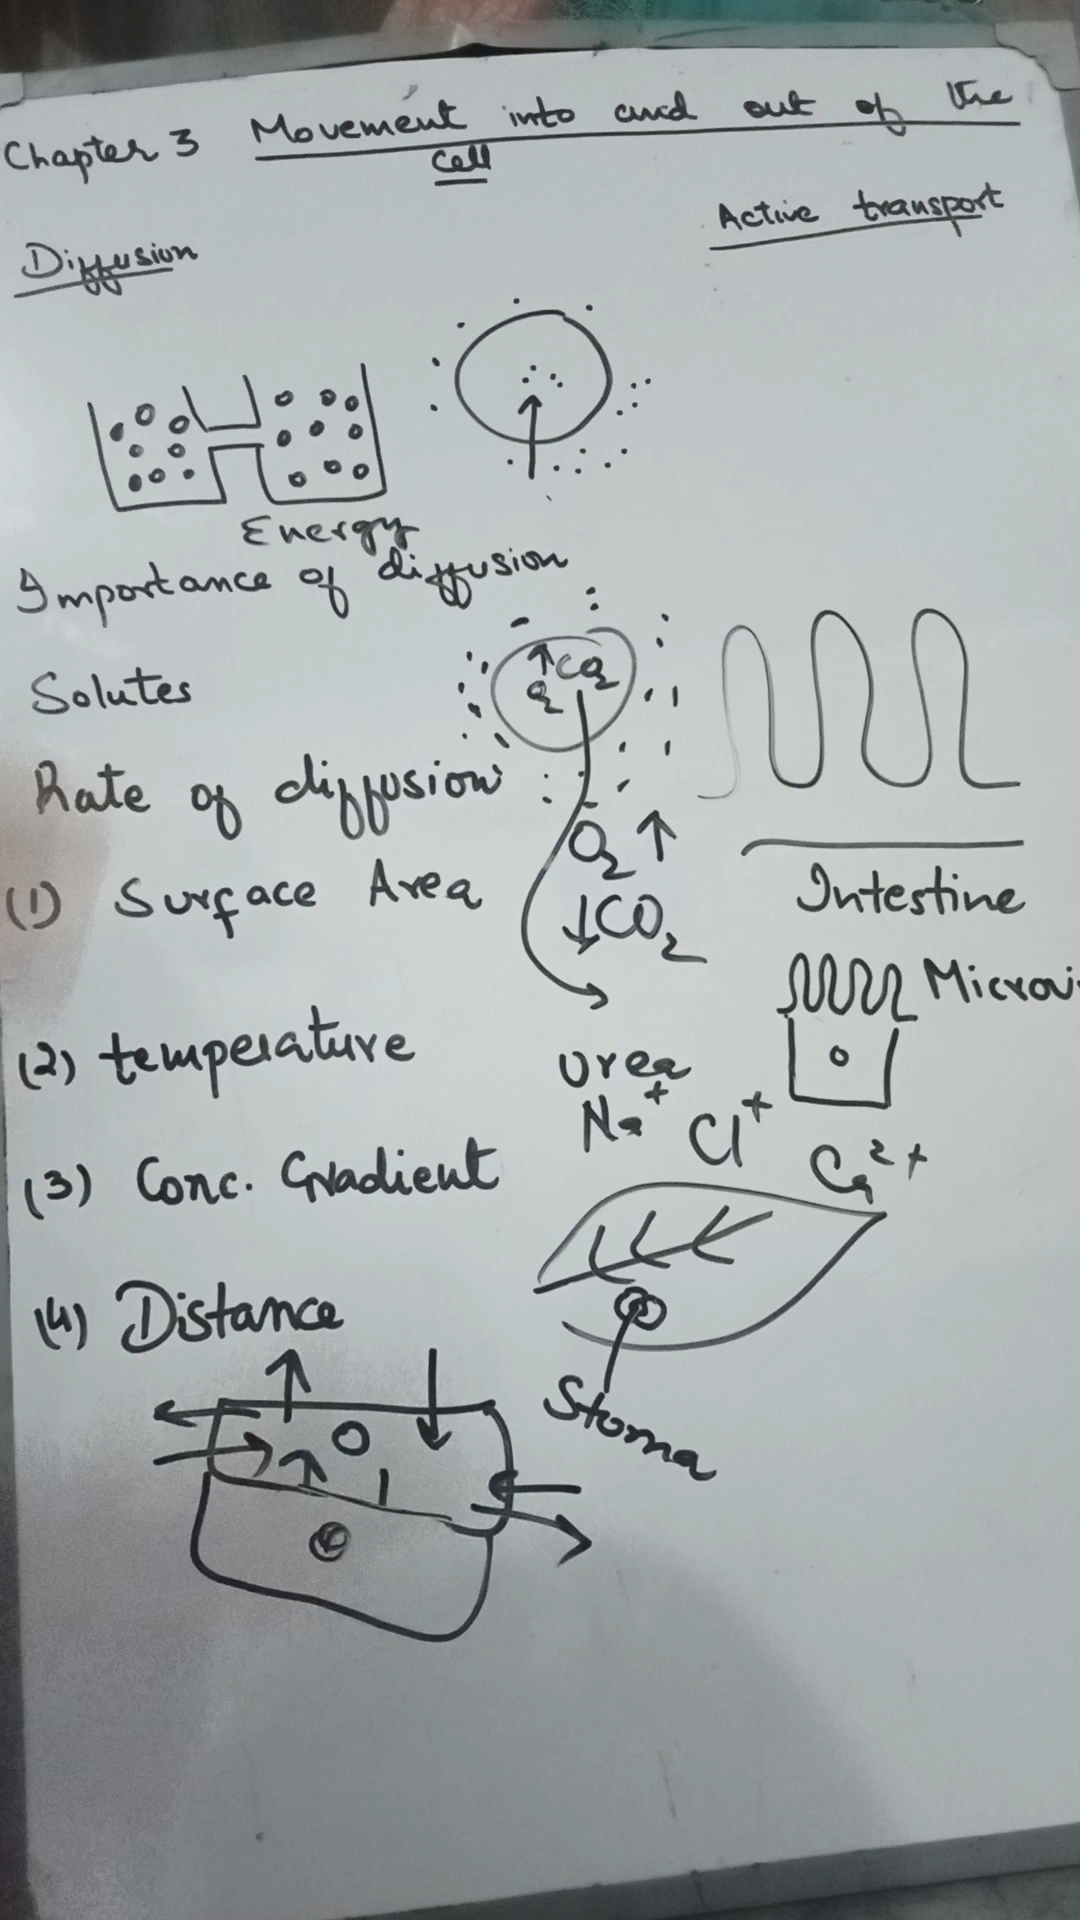 Chapter 3 Movement into and out of the
cell
Active transport
Diffusion
Energy
Importance of diffusion
Solutes
CO2
O2
Rate of diffusion
O2 ↑
↓CO2
(1) Surface Area
Intestine
Microvi
(2) temperature
Urea
Na+ Cl+ Ca2+
(3) Conc. Gradient
(4) Distance
Stoma